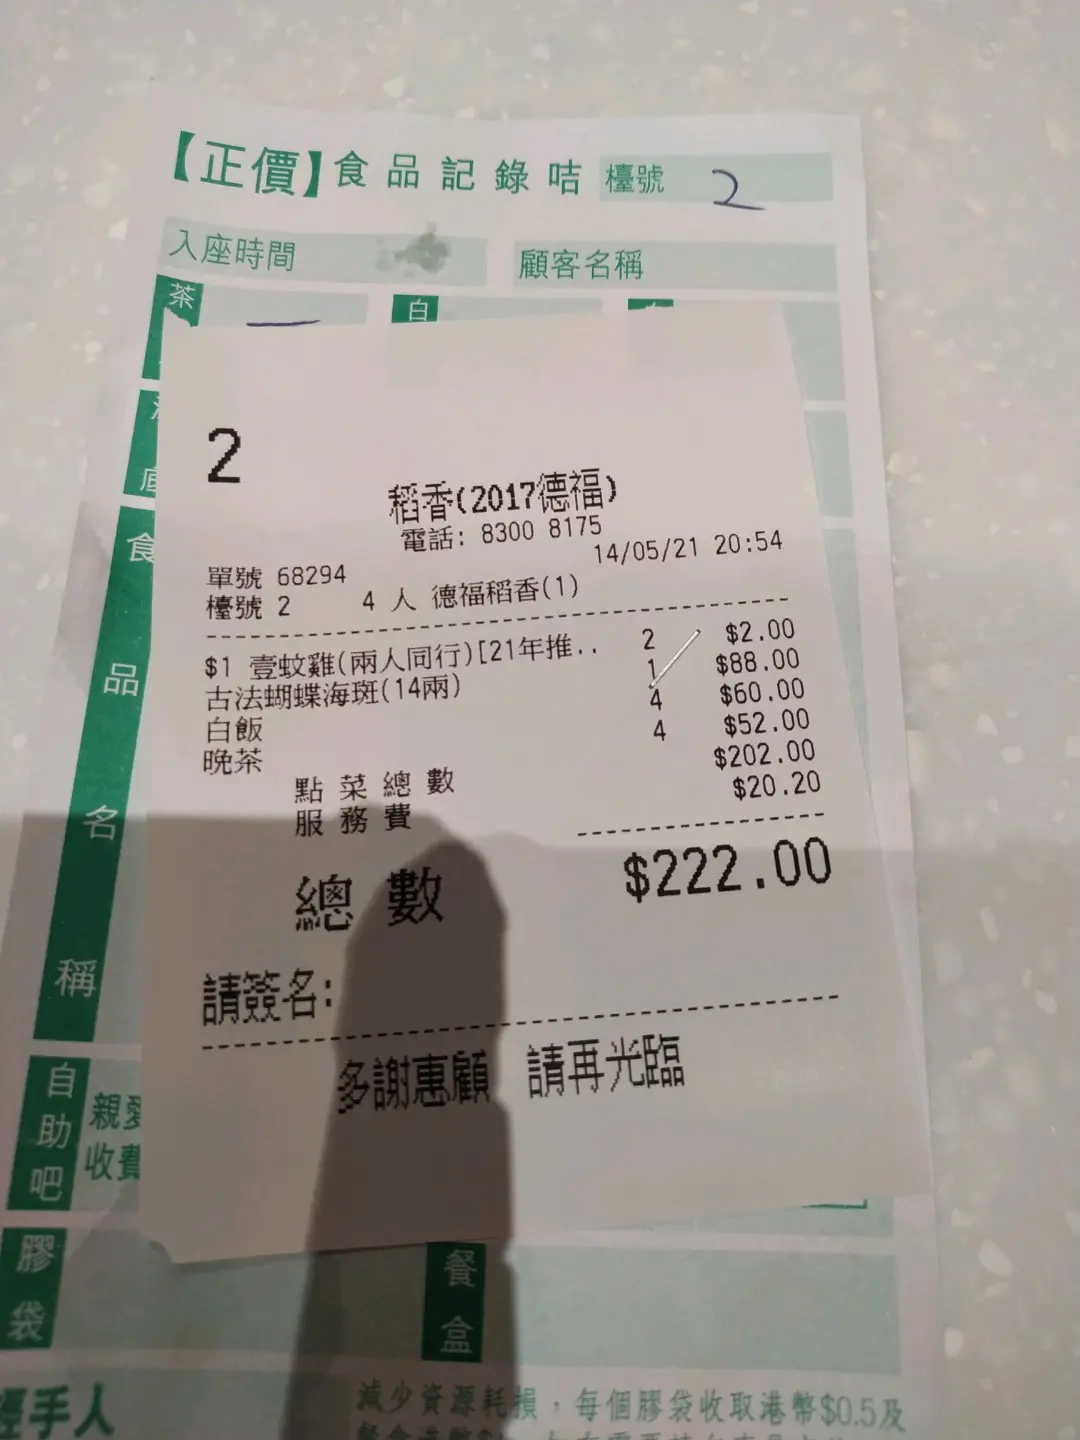 【正價】食品記錄咭 檯號 2
入座時間 顧客名稱
茶 自
2
稻香(2017德福)
電話: 8300 8175
14/05/21 20:54
單號 68294
檯號 2 4 人 德福稻香(1)
$1 壹蚊雞(兩人同行)[21年推.. 2 $2.00
古法蝴蝶海斑(14兩) 1 $88.00
白飯 4 $60.00
晚茶 4 $52.00
點菜總數 $202.00
服務費 $20.20
總數 $222.00
請簽名:
多謝惠顧 請再光臨
食品名稱
自助吧
親愛
收費
膠袋
餐盒
經手人
減少資源耗損，每個膠袋收取港幣$0.5及